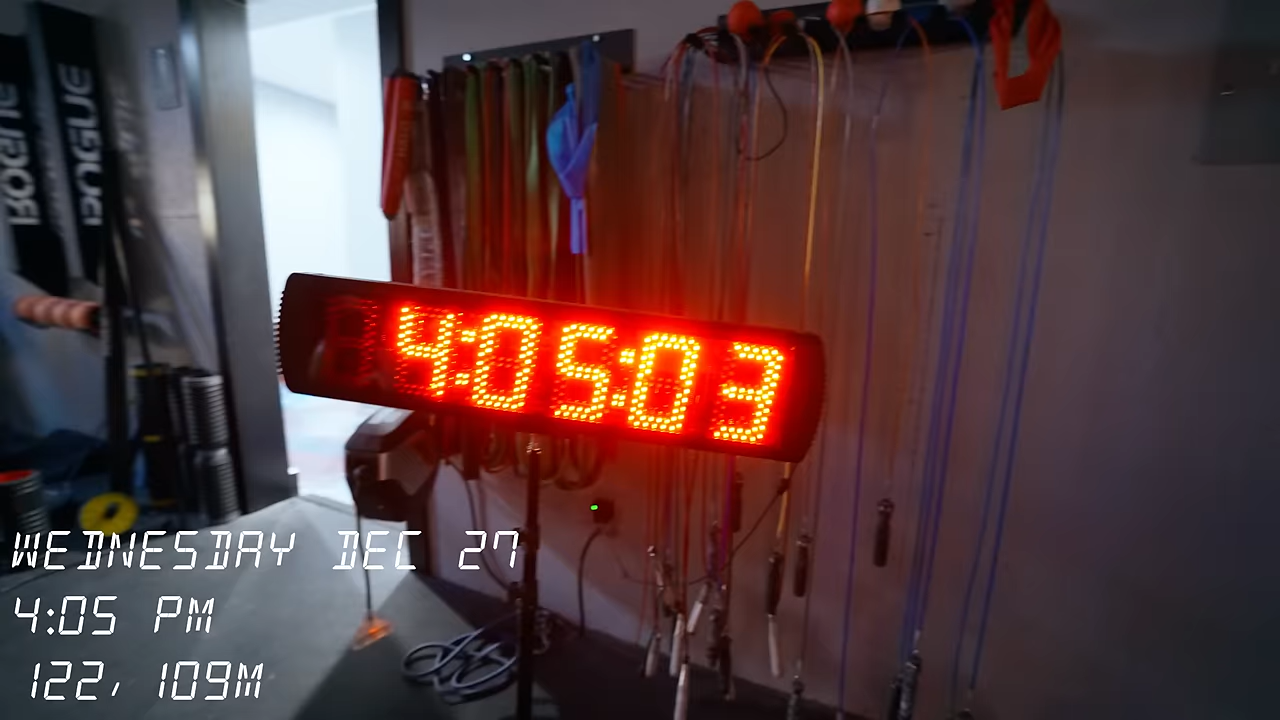 ROGUE
ROGUE
4:05:03
WEDNESDAY DEC 27
4:05 PM
122, 109M